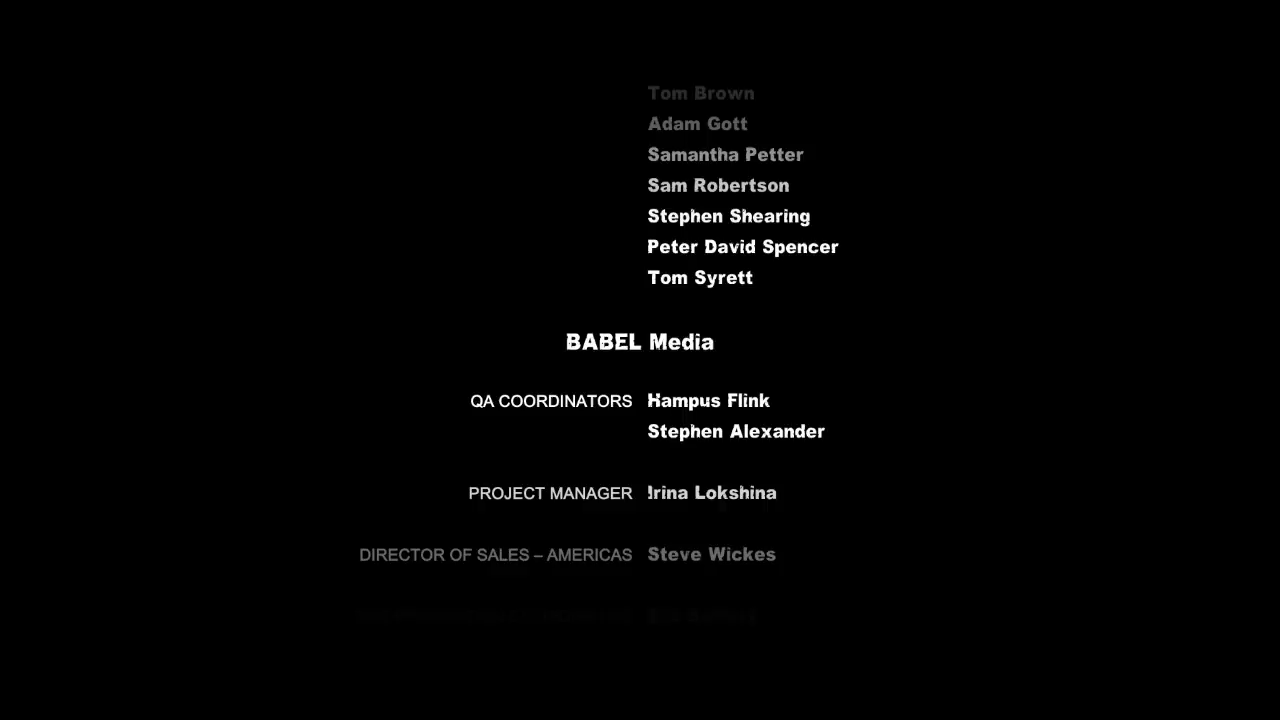 Tom Brown
Adam Gott
Samantha Petter
Sam Robertson
Stephen Shearing
Peter David Spencer
Tom Syrett
BABEL Media
QA COORDINATORS Hampus Flink
Stephen Alexander
PROJECT MANAGER Irina Lokshina
DIRECTOR OF SALES – AMERICAS Steve Wickes